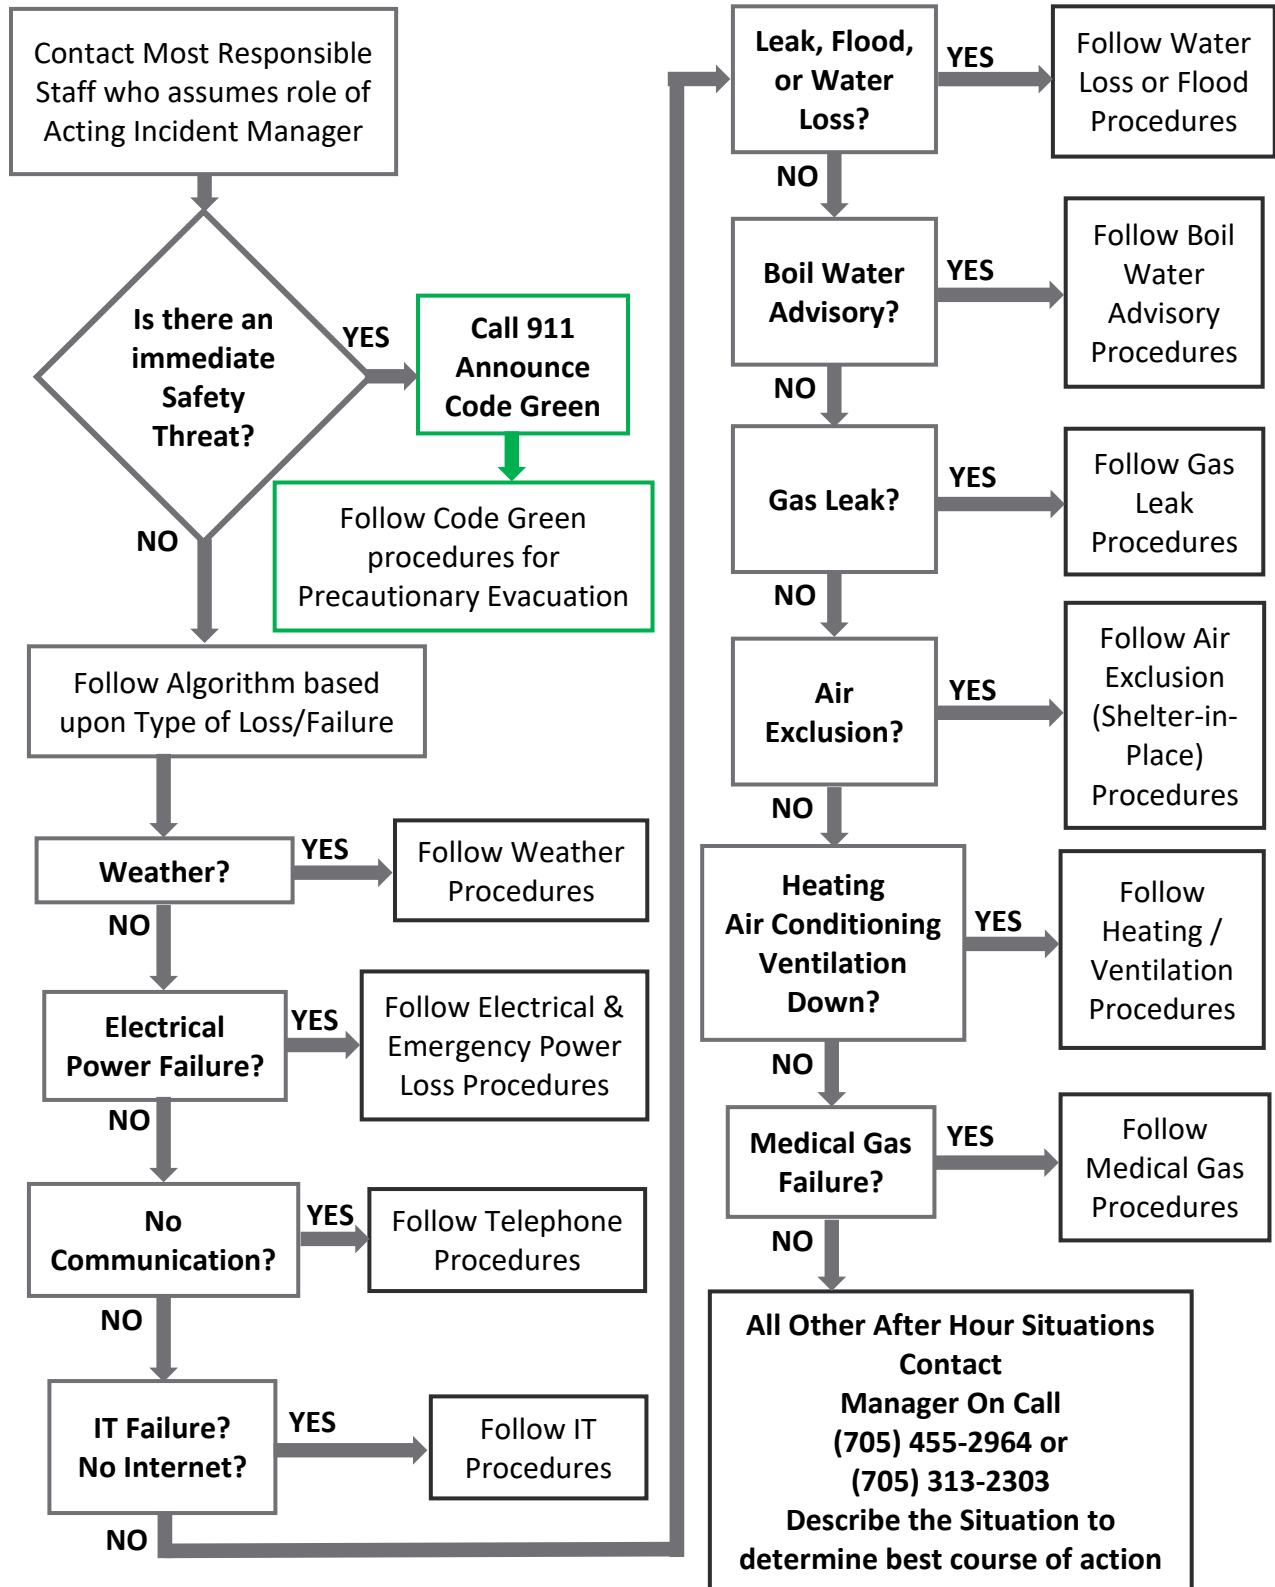 Contact Most Responsible
Staff who assumes role of
Acting Incident Manager
Is there an
immediate
Safety
Threat?
YES
Call 911
Announce
Code Green
Follow Code Green
procedures for
Precautionary Evacuation
NO
Follow Algorithm based
upon Type of Loss/Failure
Weather?
YES
Follow Weather
Procedures
NO
Electrical
Power Failure?
YES
Follow Electrical &
Emergency Power
Loss Procedures
NO
No
Communication?
YES
Follow Telephone
Procedures
NO
IT Failure?
No Internet?
YES
Follow IT
Procedures
NO
Leak, Flood,
or Water
Loss?
YES
Follow Water
Loss or Flood
Procedures
NO
Boil Water
Advisory?
YES
Follow Boil
Water
Advisory
Procedures
NO
Gas Leak?
YES
Follow Gas
Leak
Procedures
NO
Air
Exclusion?
YES
Follow Air
Exclusion
(Shelter-in-
Place)
Procedures
NO
Heating
Air Conditioning
Ventilation
Down?
YES
Follow
Heating /
Ventilation
Procedures
NO
Medical Gas
Failure?
YES
Follow
Medical Gas
Procedures
NO
All Other After Hour Situations
Contact
Manager On Call
(705) 455-2964 or
(705) 313-2303
Describe the Situation to
determine best course of action